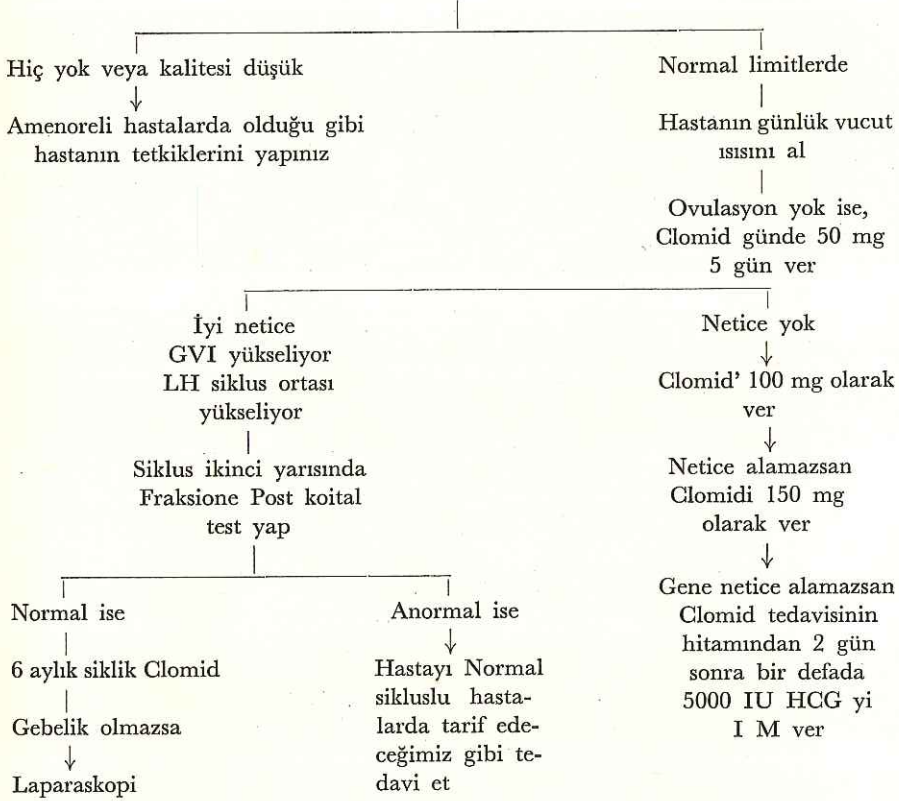 Hiç yok veya kalitesi düşük
Amenoreli hastalarda olduğu gibi
hastanın tetkiklerini yapınız
Normal limitlerde
Hastanın günlük vucut
ısısını al
Ovulasyon yok ise,
Clomid günde 50 mg
5 gün ver
İyi netice
GVI yükseliyor
LH siklus ortası
yükseliyor
Siklus ikinci yarısında
Fraksione Post koital
test yap
Netice yok
Clomid' 100 mg olarak
ver
Netice alamazsan
Clomidi 150 mg
olarak ver
Gene netice alamazsan
Clomid tedavisinin
hitamından 2 gün
sonra bir defada
5000 IU HCG yi
I M ver
Normal ise
6 aylık siklik Clomid
Gebelik olmazsa
Laparaskopi
Anormal ise
Hastayı Normal
sikluslu hasta-
larda tarif ede-
ceğimiz gibi te-
davi et